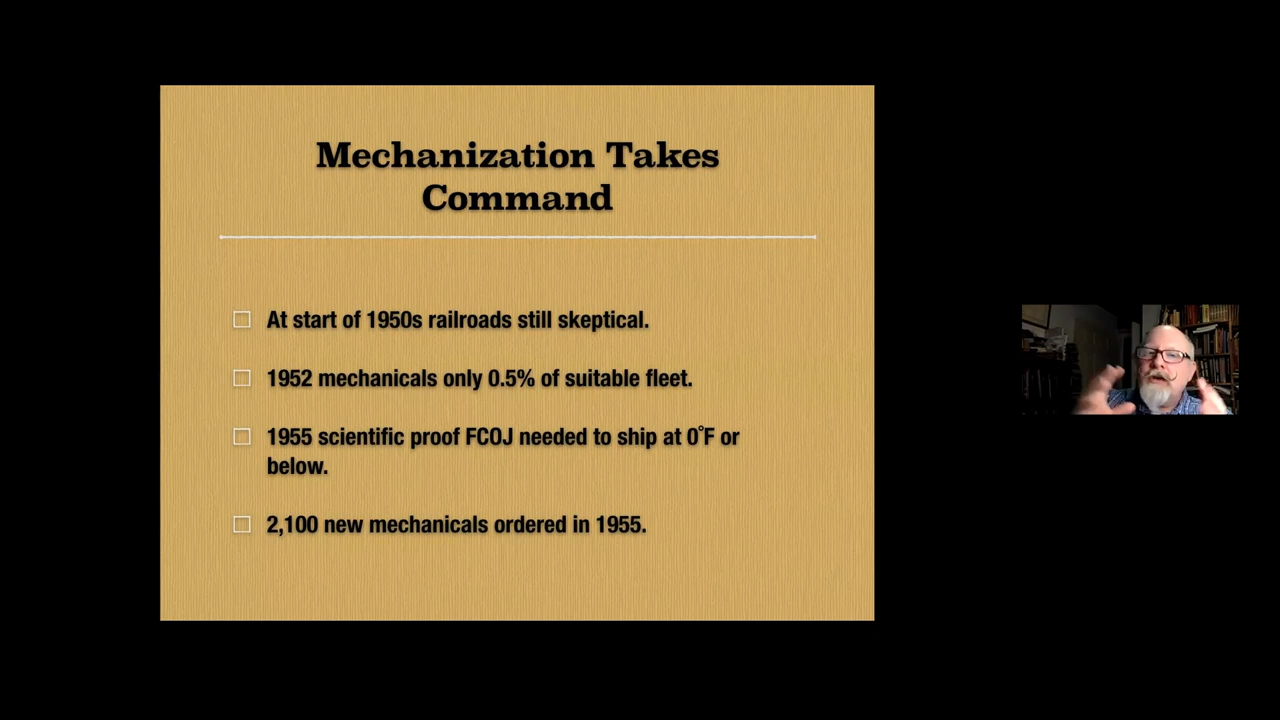 Mechanization Takes
Command
At start of 1950s railroads still skeptical.
1952 mechanicals only 0.5% of suitable fleet.
1955 scientific proof FCOJ needed to ship at 0˚F or
below.
2,100 new mechanicals ordered in 1955.